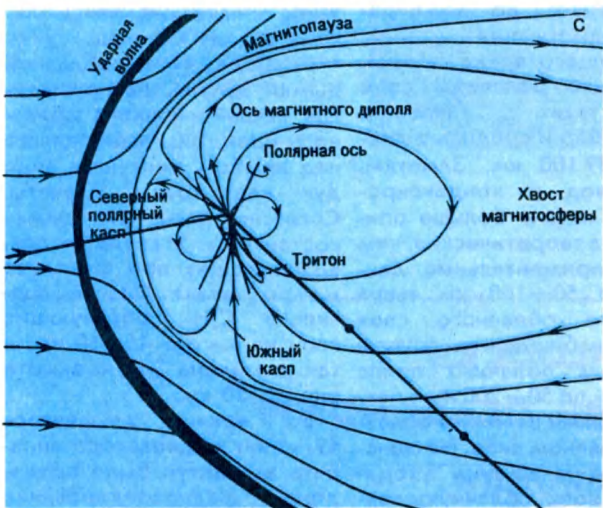 Ударная
волна
Магнитопауза
С
Ось магнитного диполя
Полярная ось
Северный
полярный
касп
Хвост
магнитосферы
Тритон
Южный
касп